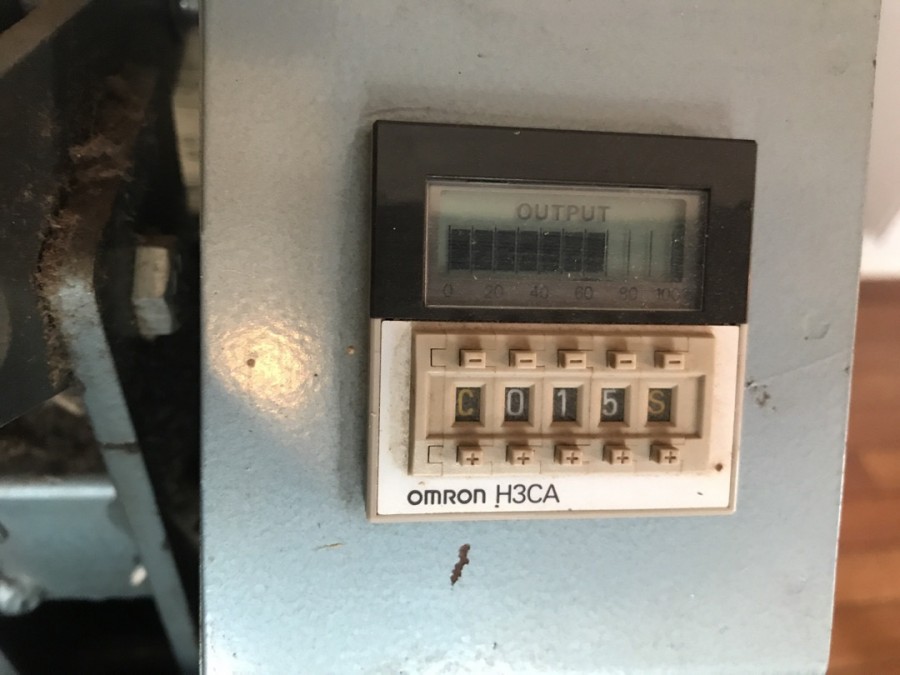 OUTPUT
0 20 40 60 80 100
- - - - -
C 0 1 5 S
+ + + + +
OMRON H3CA